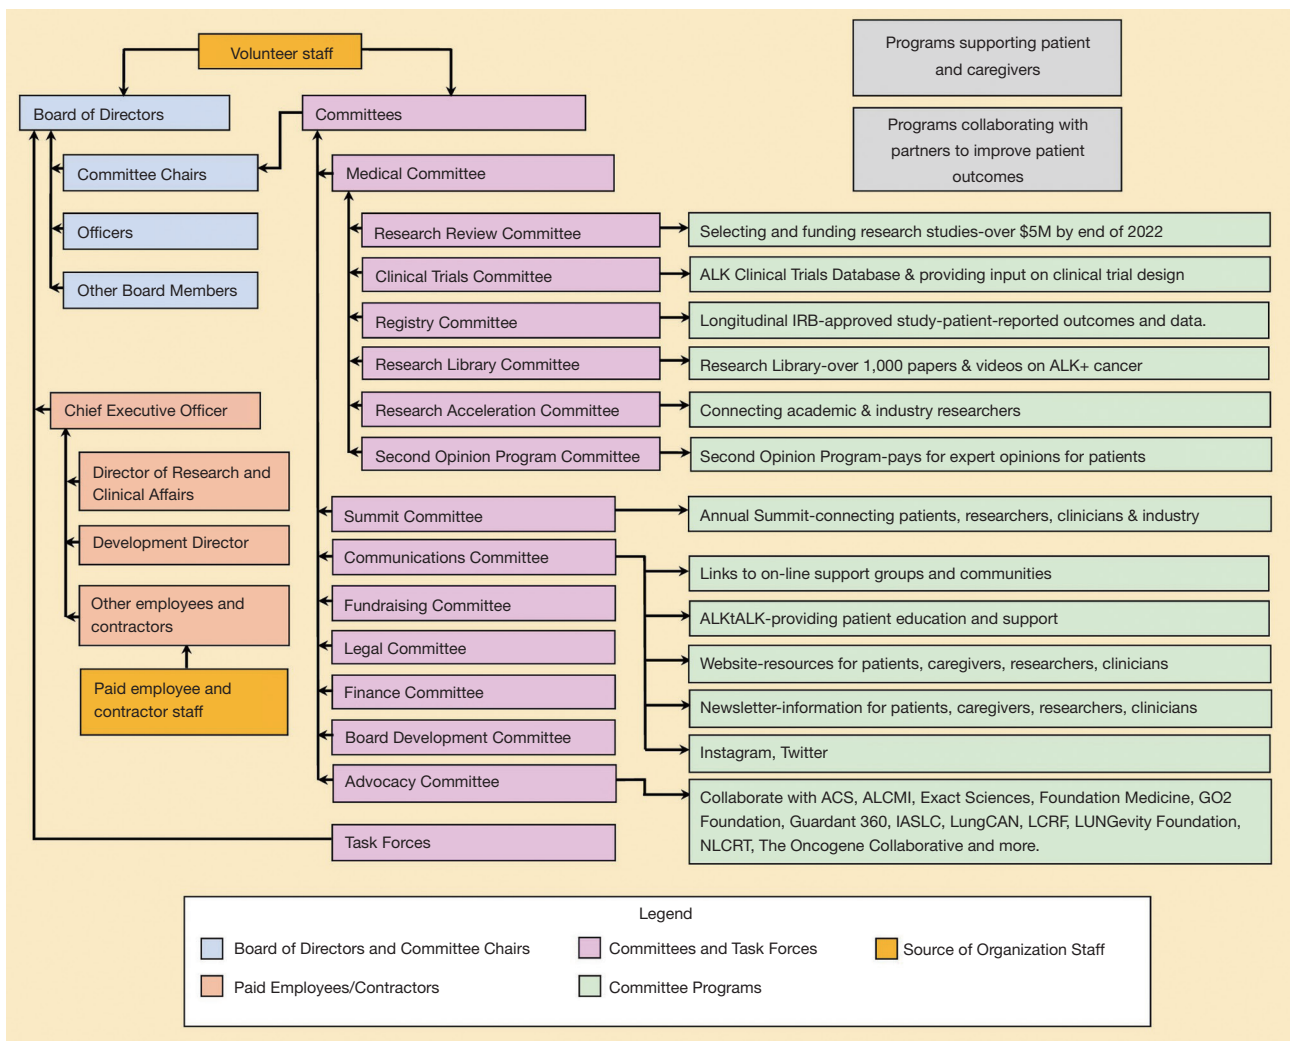 Volunteer staff
Programs supporting patient
and caregivers
Board of Directors
Committees
Programs collaborating with
partners to improve patient
outcomes
Committee Chairs
Medical Committee
Officers
Research Review Committee
Selecting and funding research studies-over $5M by end of 2022
Clinical Trials Committee
ALK Clinical Trials Database & providing input on clinical trial design
Other Board Members
Registry Committee
Longitudinal IRB-approved study-patient-reported outcomes and data.
Research Library Committee
Research Library-over 1,000 papers & videos on ALK+ cancer
Chief Executive Officer
Research Acceleration Committee
Connecting academic & industry researchers
Second Opinion Program Committee
Second Opinion Program-pays for expert opinions for patients
Director of Research and
Clinical Affairs
Summit Committee
Annual Summit-connecting patients, researchers, clinicians & industry
Development Director
Communications Committee
Links to on-line support groups and communities
Other employees and
contractors
Fundraising Committee
ALKtALK-providing patient education and support
Legal Committee
Website-resources for patients, caregivers, researchers, clinicians
Paid employee and
contractor staff
Finance Committee
Newsletter-information for patients, caregivers, researchers, clinicians
Board Development Committee
Instagram, Twitter
Advocacy Committee
Collaborate with ACS, ALCMI, Exact Sciences, Foundation Medicine, GO2
Foundation, Guardant 360, IASLC, LungCAN, LCRF, LUNGevity Foundation,
NLCRT, The Oncogene Collaborative and more.
Task Forces
Legend
Board of Directors and Committee Chairs
Committees and Task Forces
Source of Organization Staff
Paid Employees/Contractors
Committee Programs